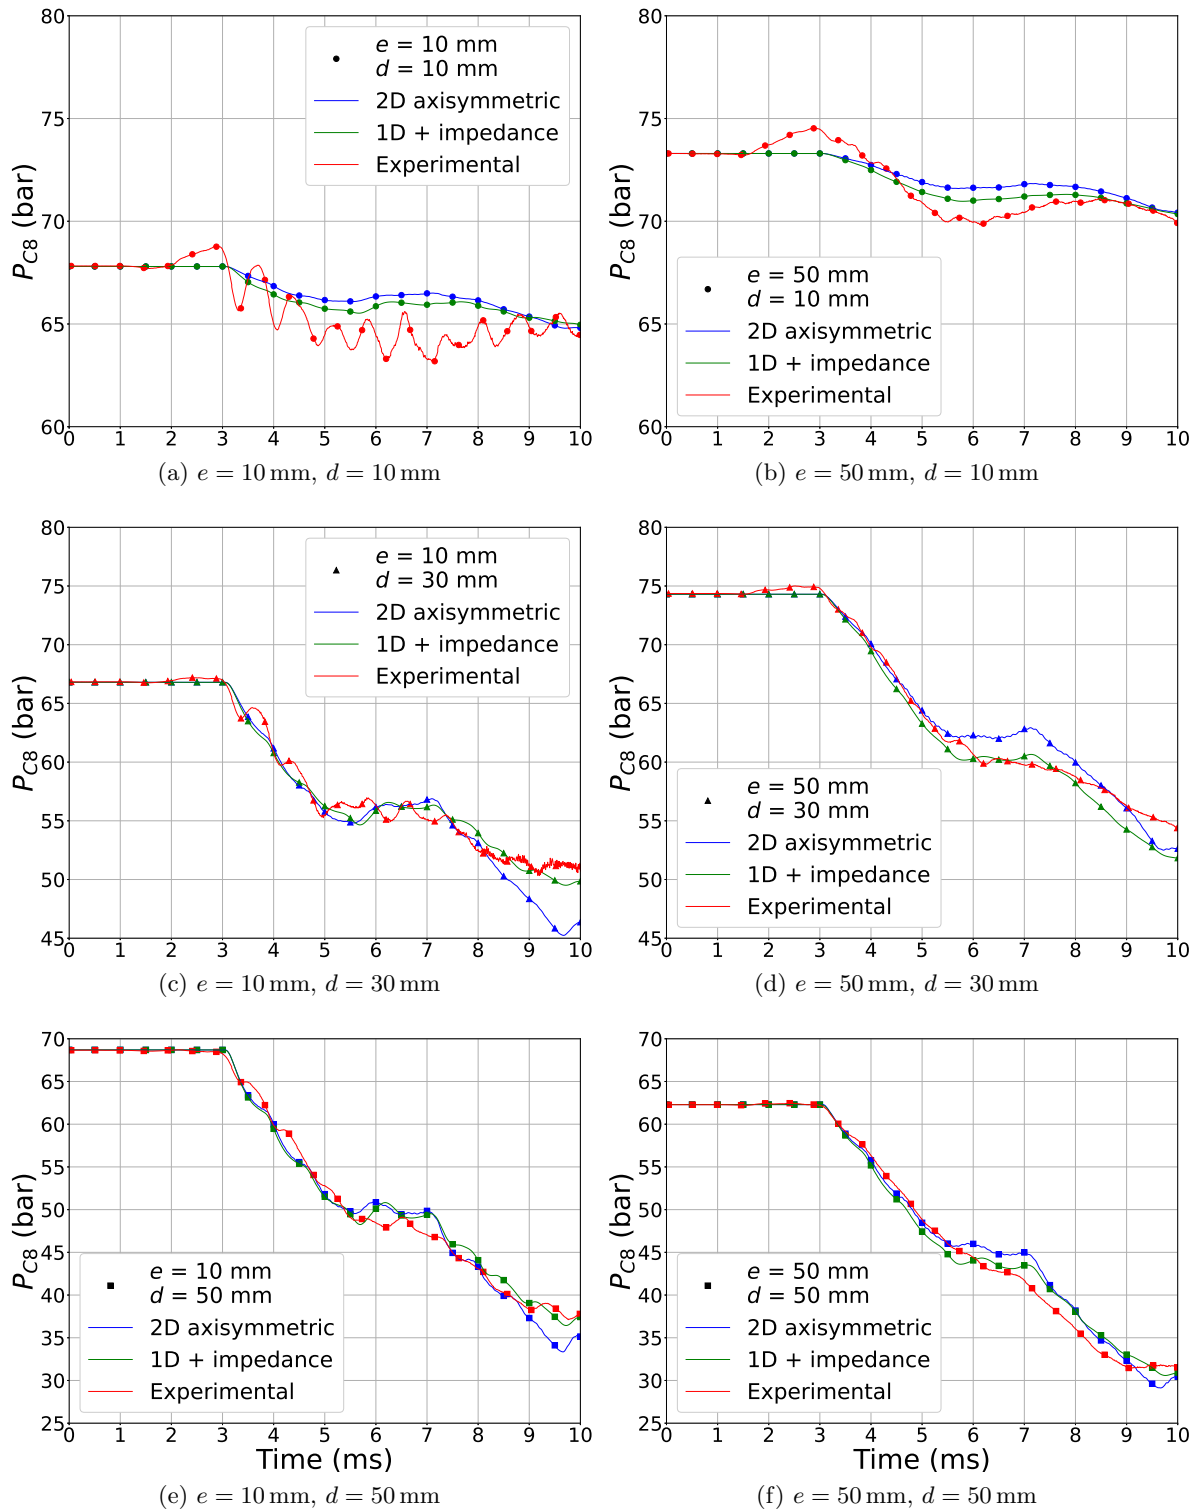 80
75
70
65
60
P_C8 (bar)
0 1 2 3 4 5 6 7 8 9 10
e = 10 mm
d = 10 mm
2D axisymmetric
1D + impedance
Experimental
(a) e = 10 mm, d = 10 mm
80
75
70
65
60
P_C8 (bar)
0 1 2 3 4 5 6 7 8 9 10
e = 50 mm
d = 10 mm
2D axisymmetric
1D + impedance
Experimental
(b) e = 50 mm, d = 10 mm
80
75
70
65
60
55
50
45
P_C8 (bar)
0 1 2 3 4 5 6 7 8 9 10
e = 10 mm
d = 30 mm
2D axisymmetric
1D + impedance
Experimental
(c) e = 10 mm, d = 30 mm
80
75
70
65
60
55
50
45
P_C8 (bar)
0 1 2 3 4 5 6 7 8 9 10
e = 50 mm
d = 30 mm
2D axisymmetric
1D + impedance
Experimental
(d) e = 50 mm, d = 30 mm
70
65
60
55
50
45
40
35
30
25
P_C8 (bar)
0 1 2 3 4 5 6 7 8 9 10
Time (ms)
e = 10 mm
d = 50 mm
2D axisymmetric
1D + impedance
Experimental
(e) e = 10 mm, d = 50 mm
70
65
60
55
50
45
40
35
30
25
P_C8 (bar)
0 1 2 3 4 5 6 7 8 9 10
Time (ms)
e = 50 mm
d = 50 mm
2D axisymmetric
1D + impedance
Experimental
(f) e = 50 mm, d = 50 mm